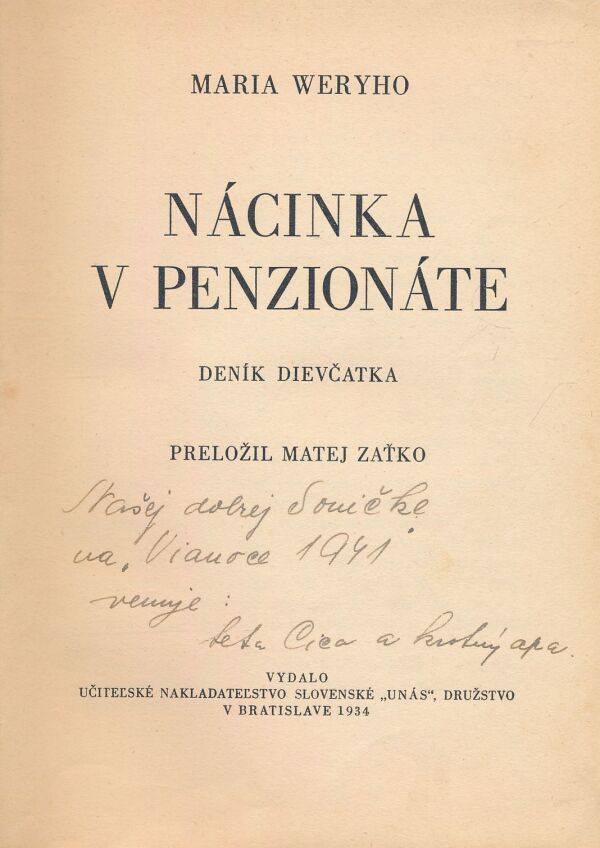 MARIA WERYHO
NÁCINKA
V PENZIONÁTE
DENÍK DIEVČATKA
PRELOŽIL MATEJ ZAŤKO
Našej dobrej Soničke
na „Vianoce 1941"
venuje:
teta Cica a krstný apa.
VYDALO
UČITEĽSKÉ NAKLADATEĽSTVO SLOVENSKÉ „UNÁS“, DRUŽSTVO
V BRATISLAVE 1934